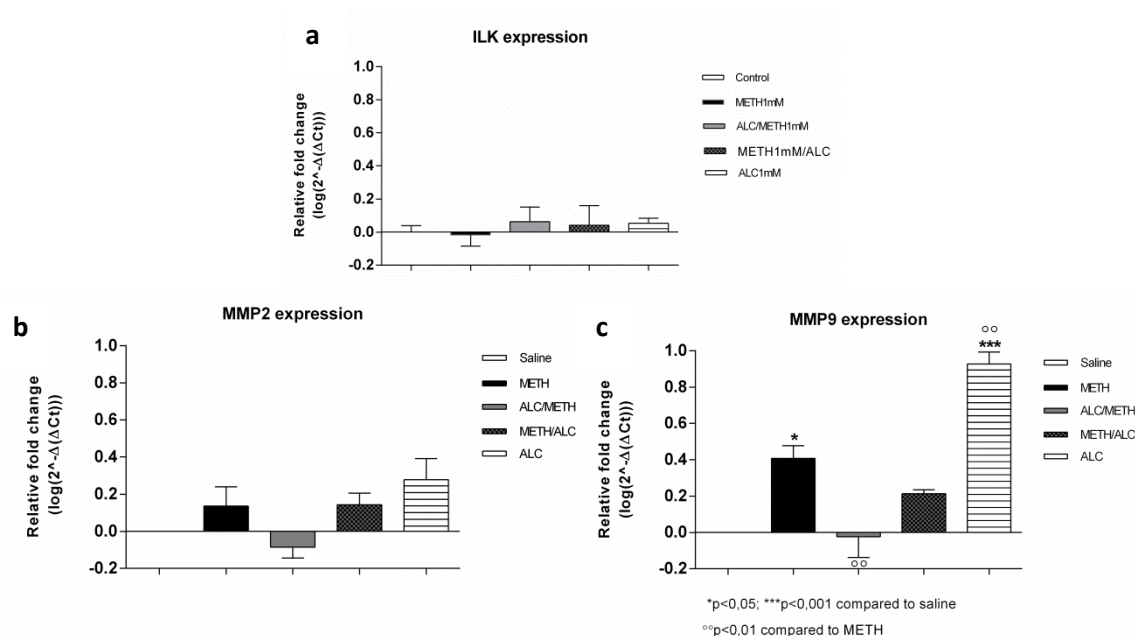 a
ILK expression
Relative fold change
(log(2^-Δ(ΔCt)))
1.0
0.8
0.6
0.4
0.2
0.0
-0.2
Control
METH1mM
ALC/METH1mM
METH1mM/ALC
ALC1mM
b
MMP2 expression
Relative fold change
(log(2^-Δ(ΔCt)))
1.0
0.8
0.6
0.4
0.2
0.0
-0.2
Saline
METH
ALC/METH
METH/ALC
ALC
c
MMP9 expression
Relative fold change
(log(2^-Δ(ΔCt)))
1.0
0.8
0.6
0.4
0.2
0.0
-0.2
*
°°
°°
***
Saline
METH
ALC/METH
METH/ALC
ALC
*p<0,05; ***p<0,001 compared to saline
°°p<0,01 compared to METH